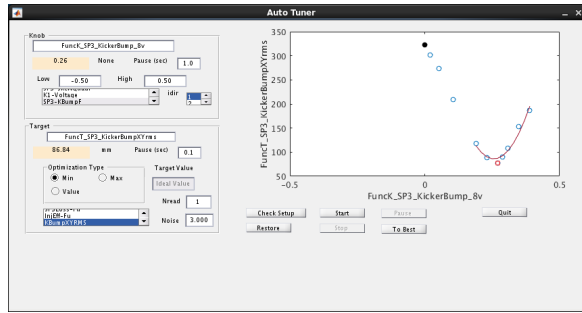 Auto Tuner
Knob
FuncK_SP3_KickerBump_8v
0.26 None Pause (sec) 1.0
Low -0.50 High 0.50
K1-Voltage
SP3-KBumpF
idir 1
2
Target
FuncT_SP3_KickerBumpXYrms
86.84 mm Pause (sec) 0.1
Optimization Type
Min Max
Value
Target Value
Ideal Value
Nread 1
Noise 3.000
InjEff-Fu
KBumpXYRMS
FuncT_SP3_KickerBumpXYrms
350
300
250
200
150
100
50
-0.5 0 0.5
FuncK_SP3_KickerBump_8v
Check Setup Start Pause Quit
Restore Stop To Best